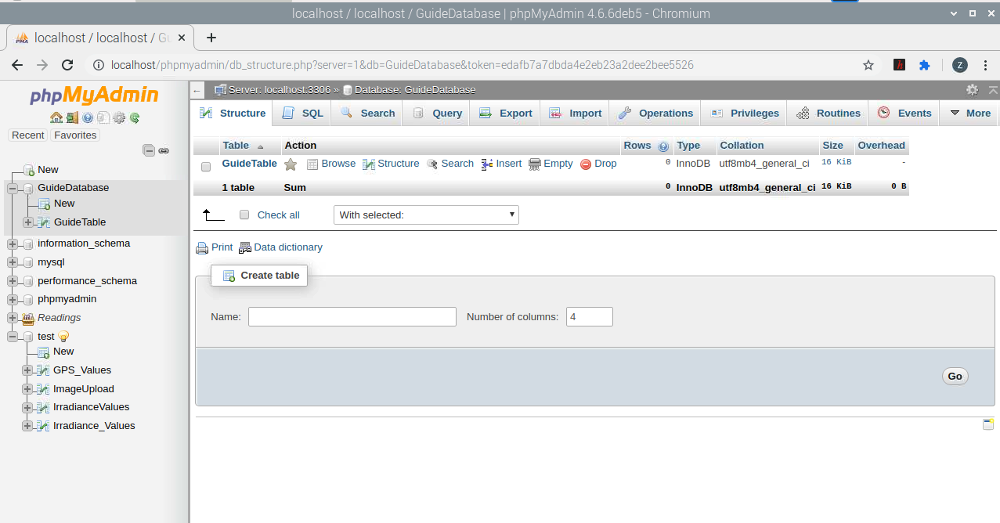 localhost / localhost / GuideDatabase | phpMyAdmin 4.6.6deb5 - Chromium
localhost / localhost / Gu
localhost/phpmyadmin/db_structure.php?server=1&db=GuideDatabase&token=edafb7a7dbda4e2eb23a2dee2bee5526
Z
phpMyAdmin
Recent Favorites
New
GuideDatabase
New
GuideTable
information_schema
mysql
performance_schema
phpmyadmin
Readings
test
New
GPS_Values
ImageUpload
IrradianceValues
Irradiance_Values
Server: localhost:3306 » Database: GuideDatabase
Structure SQL Search Query Export Import Operations Privileges Routines Events More
Table Action Rows Type Collation Size Overhead
GuideTable Browse Structure Search Insert Empty Drop 0 InnoDB utf8mb4_general_ci 16 KiB -
1 table Sum 0 InnoDB utf8mb4_general_ci 16 KiB 0 B
Check all With selected:
Print Data dictionary
Create table
Name: Number of columns: 4
Go